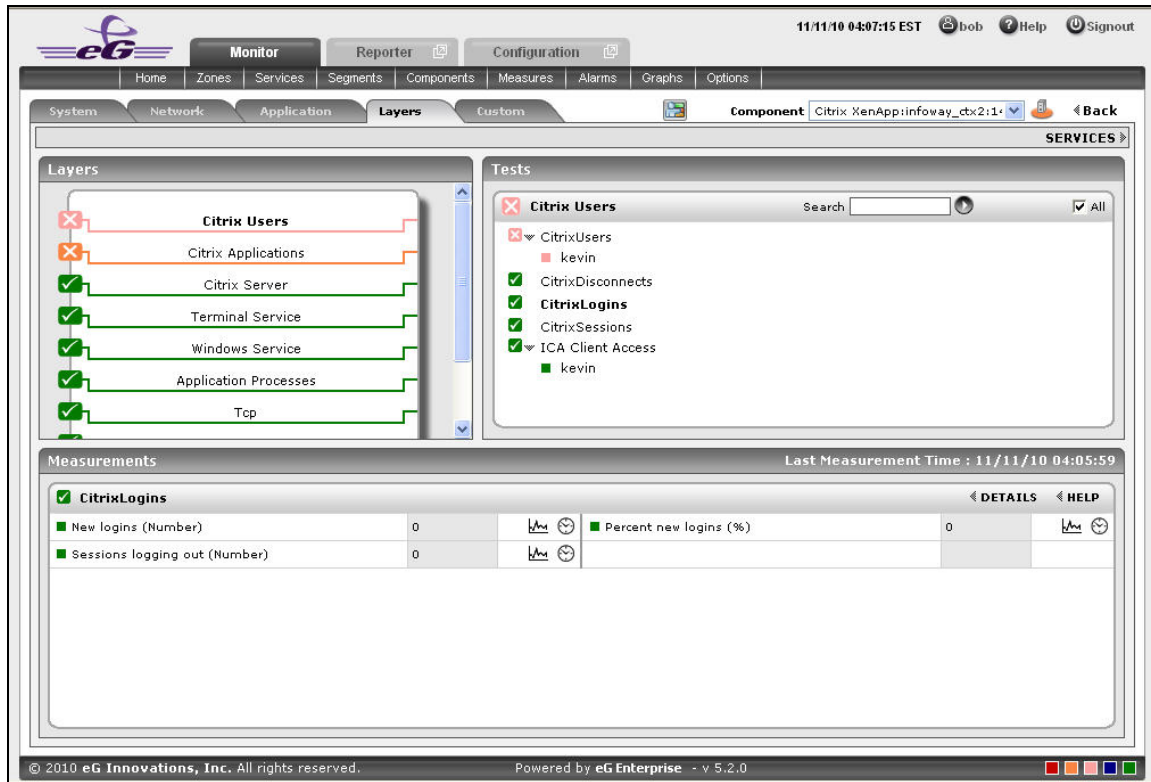 11/11/10 04:07:15 EST bob Help Signout
eG
Monitor Reporter Configuration
Home Zones Services Segments Components Measures Alarms Graphs Options
System Network Application Layers Custom Component Citrix XenApp:infoway_ctx2:14 Back
SERVICES
Layers
Citrix Users
Citrix Applications
Citrix Server
Terminal Service
Windows Service
Application Processes
Tcp
Tests
Citrix Users Search All
CitrixUsers
kevin
CitrixDisconnects
CitrixLogins
CitrixSessions
ICA Client Access
kevin
Measurements Last Measurement Time : 11/11/10 04:05:59
CitrixLogins DETAILS HELP
New logins (Number) 0 Percent new logins (%) 0
Sessions logging out (Number) 0
© 2010 eG Innovations, Inc. All rights reserved. Powered by eG Enterprise - v 5.2.0